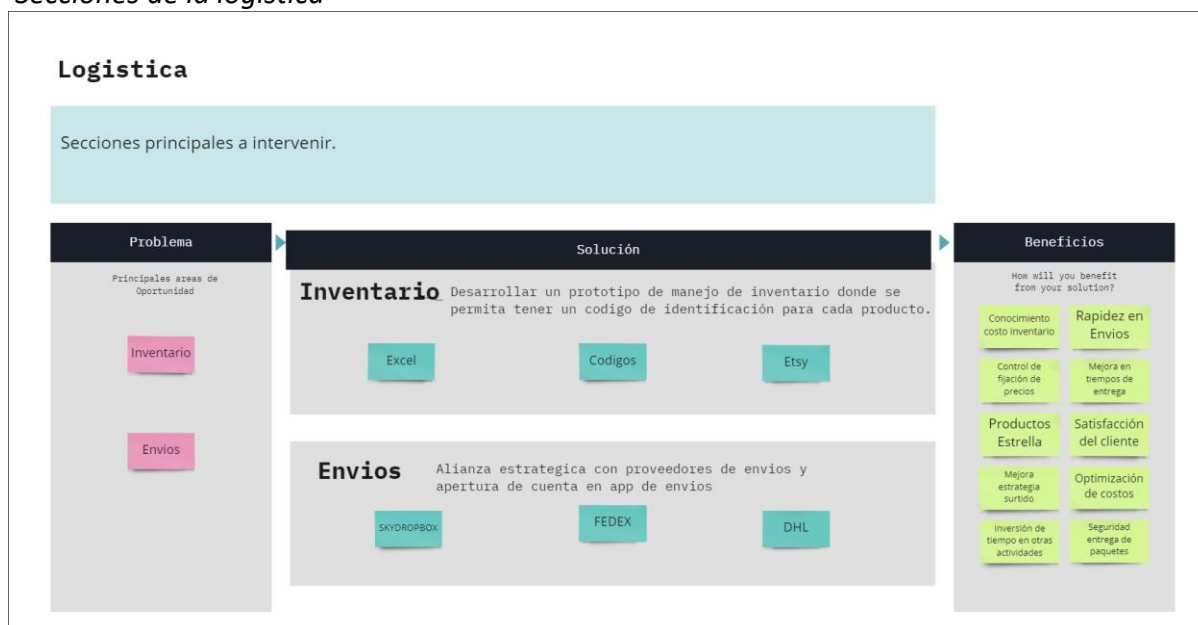 Secciones de la logística
Logistica
Secciones principales a intervenir.
Problema
Principales areas de
Oportunidad
Inventario
Envios
Solución
Inventario_ Desarrollar un prototipo de manejo de inventario donde se
permita tener un codigo de identificación para cada producto.
Excel
Codigos
Etsy
Envios
Alianza estrategica con proveedores de envios y
apertura de cuenta en app de envios
SKYDROPBOX
FEDEX
DHL
Beneficios
How will you benefit
from your solution?
Conocimiento
costo inventario
Rapidez en
Envios
Control de
fijación de
precios
Mejora en
tiempos de
entrega
Productos
Estrella
Satisfacción
del cliente
Mejora
estrategia
surtido
Optimización
de costos
Inversión de
tiempo en otras
actividades
Seguridad
entrega de
paquetes